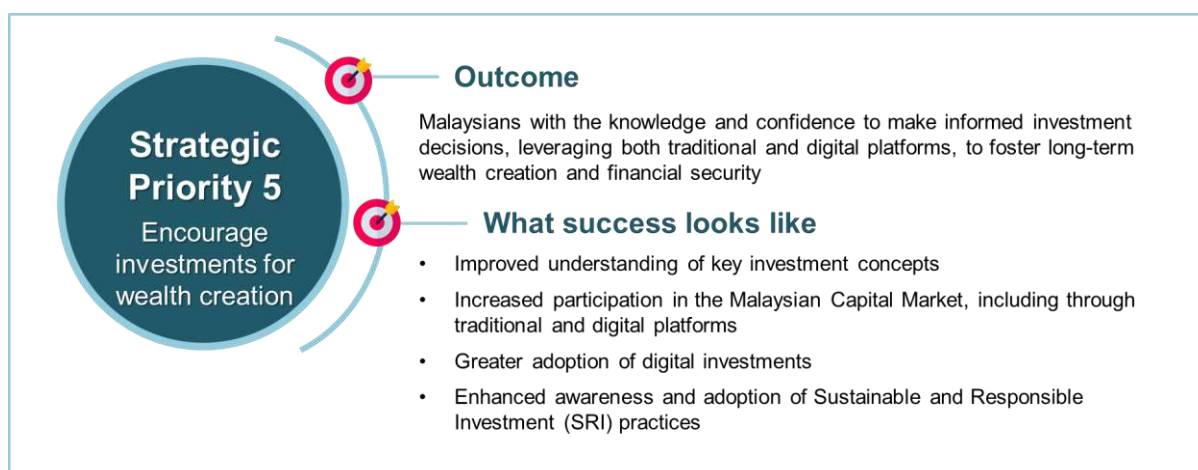 Strategic
Priority 5
Encourage
investments for
wealth creation
Outcome
Malaysians with the knowledge and confidence to make informed investment
decisions, leveraging both traditional and digital platforms, to foster long-term
wealth creation and financial security
What success looks like
• Improved understanding of key investment concepts
• Increased participation in the Malaysian Capital Market, including through
traditional and digital platforms
• Greater adoption of digital investments
• Enhanced awareness and adoption of Sustainable and Responsible
Investment (SRI) practices